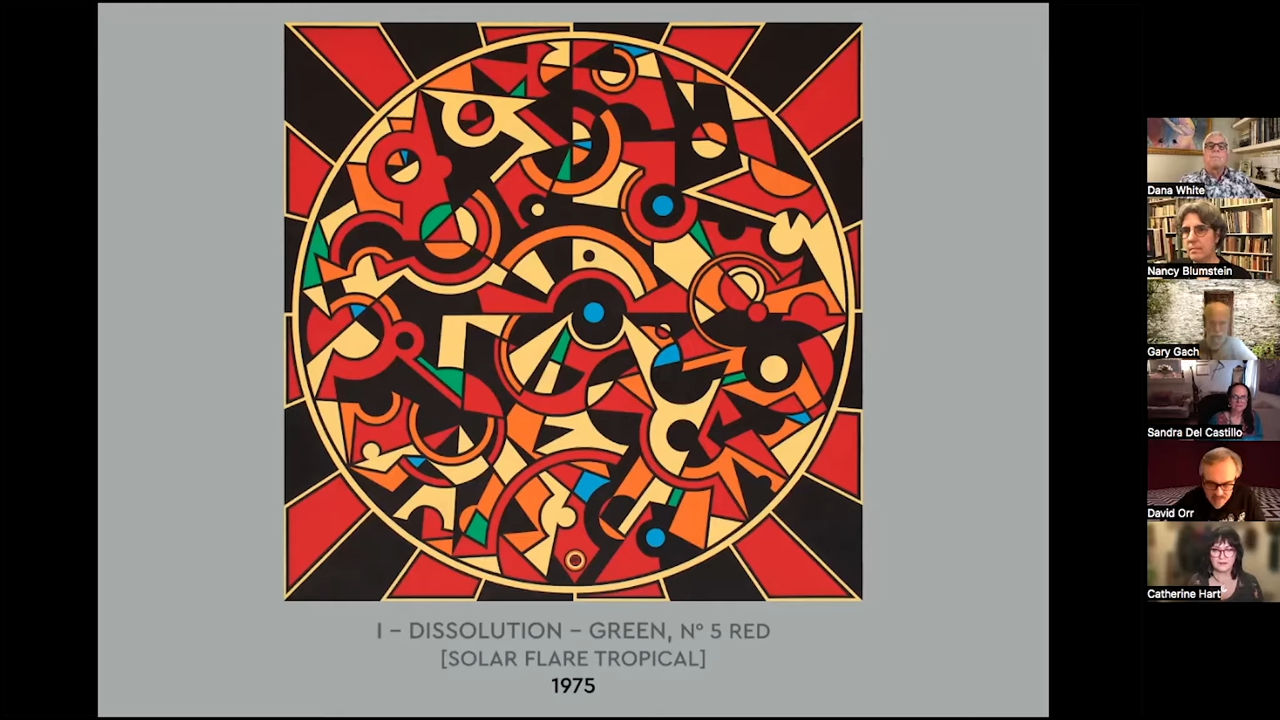 I – DISSOLUTION – GREEN, Nº 5 RED
[SOLAR FLARE TROPICAL]
1975
Dana White
Nancy Blumstein
Gary Gach
Sandra Del Castillo
David Orr
Catherine Hart